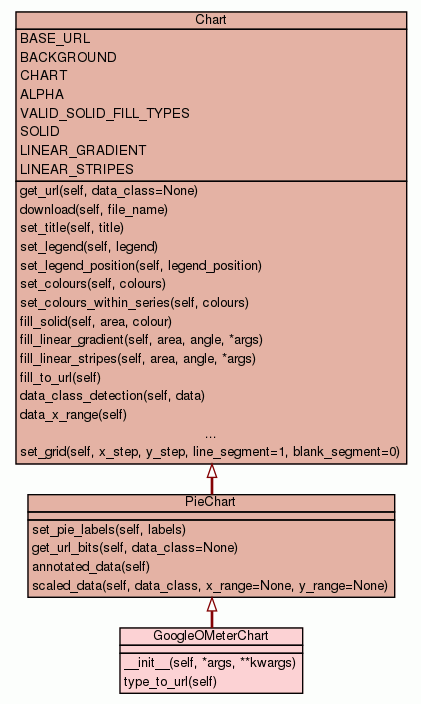 Chart
BASE_URL
BACKGROUND
CHART
ALPHA
VALID_SOLID_FILL_TYPES
SOLID
LINEAR_GRADIENT
LINEAR_STRIPES
get_url(self, data_class=None)
download(self, file_name)
set_title(self, title)
set_legend(self, legend)
set_legend_position(self, legend_position)
set_colours(self, colours)
set_colours_within_series(self, colours)
fill_solid(self, area, colour)
fill_linear_gradient(self, area, angle, *args)
fill_linear_stripes(self, area, angle, *args)
fill_to_url(self)
data_class_detection(self, data)
data_x_range(self)
...
set_grid(self, x_step, y_step, line_segment=1, blank_segment=0)
PieChart
set_pie_labels(self, labels)
get_url_bits(self, data_class=None)
annotated_data(self)
scaled_data(self, data_class, x_range=None, y_range=None)
GoogleOMeterChart
__init__(self, *args, **kwargs)
type_to_url(self)